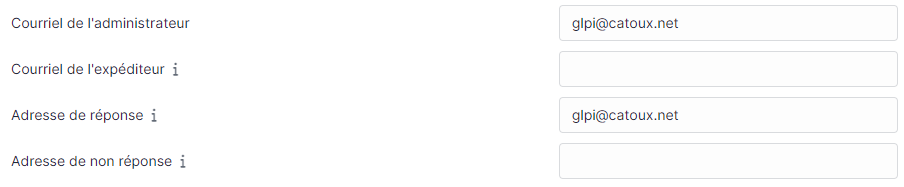 Courriel de l'administrateur glpi@catoux.net
Courriel de l'expéditeur i
Adresse de réponse i glpi@catoux.net
Adresse de non réponse i